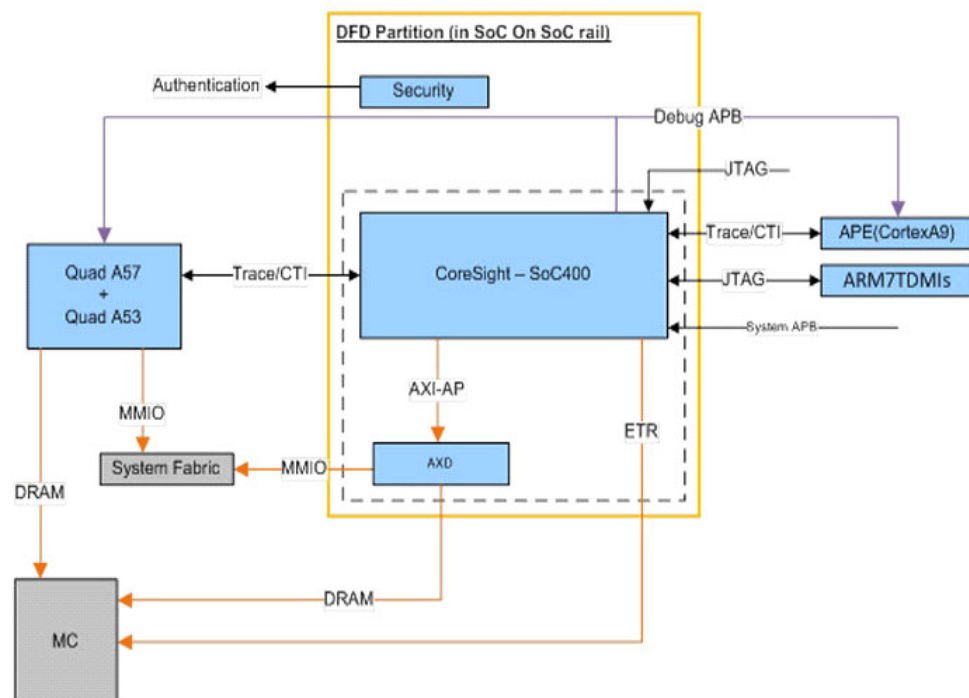 DFD Partition (in SoC On SoC rail)
Authentication
Security
Debug APB
JTAG
Trace/CTI
APE(CortexA9)
Quad A57
+
Quad A53
Trace/CTI
CoreSight – SoC400
JTAG
ARM7TDMIs
System APB
AXI-AP
MMIO
ETR
System Fabric
MMIO
AXD
DRAM
DRAM
MC